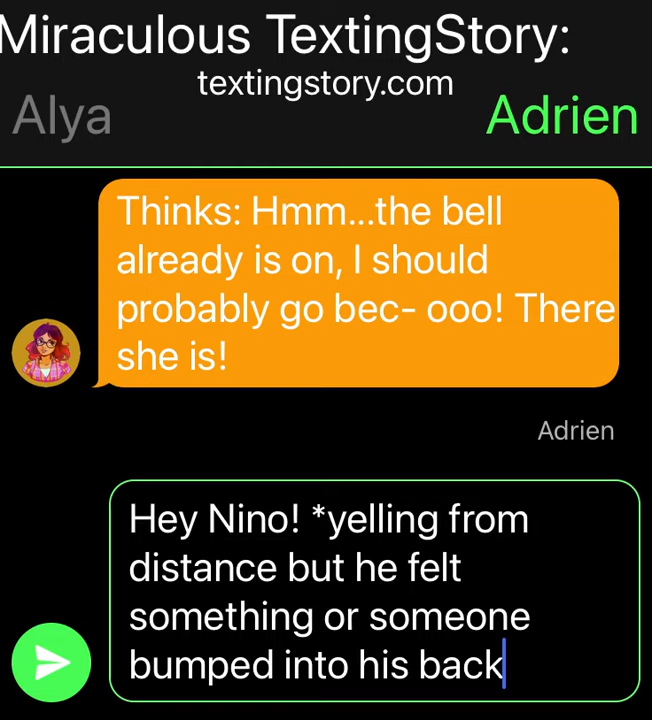 Miraculous TextingStory:
textingstory.com
Alya
Adrien
Thinks: Hmm...the bell
already is on, I should
probably go bec- ooo! There
she is!
Adrien
Hey Nino! *yelling from
distance but he felt
something or someone
bumped into his back